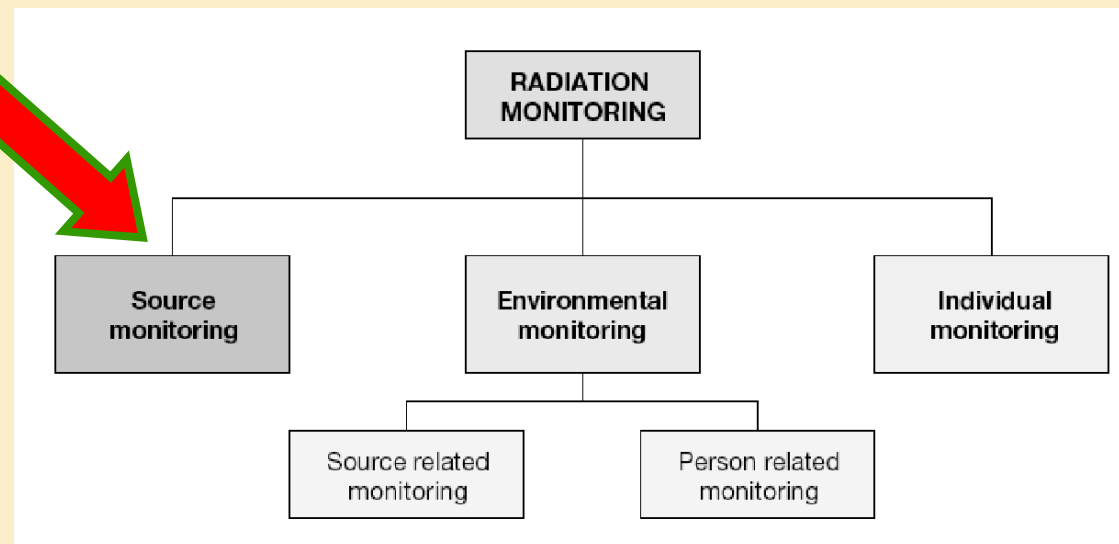 RADIATION
MONITORING
Source
monitoring
Environmental
monitoring
Individual
monitoring
Source related
monitoring
Person related
monitoring